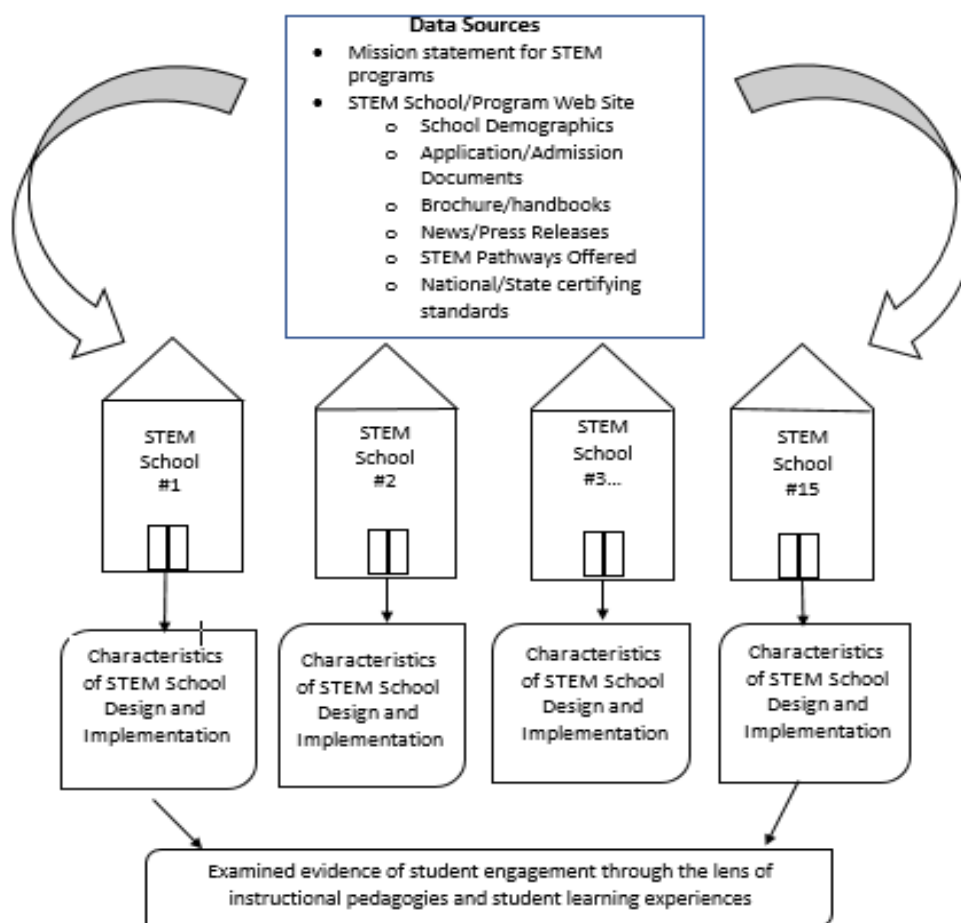 Data Sources
• Mission statement for STEM
programs
• STEM School/Program Web Site
o School Demographics
o Application/Admission
Documents
o Brochure/handbooks
o News/Press Releases
o STEM Pathways Offered
o National/State certifying
standards
STEM
School
#1
STEM
School
#2
STEM
School
#3...
STEM
School
#15
Characteristics
of STEM School
Design and
Implementation
Characteristics
of STEM School
Design and
Implementation
Characteristics
of STEM School
Design and
Implementation
Characteristics
of STEM School
Design and
Implementation
Examined evidence of student engagement through the lens of
instructional pedagogies and student learning experiences